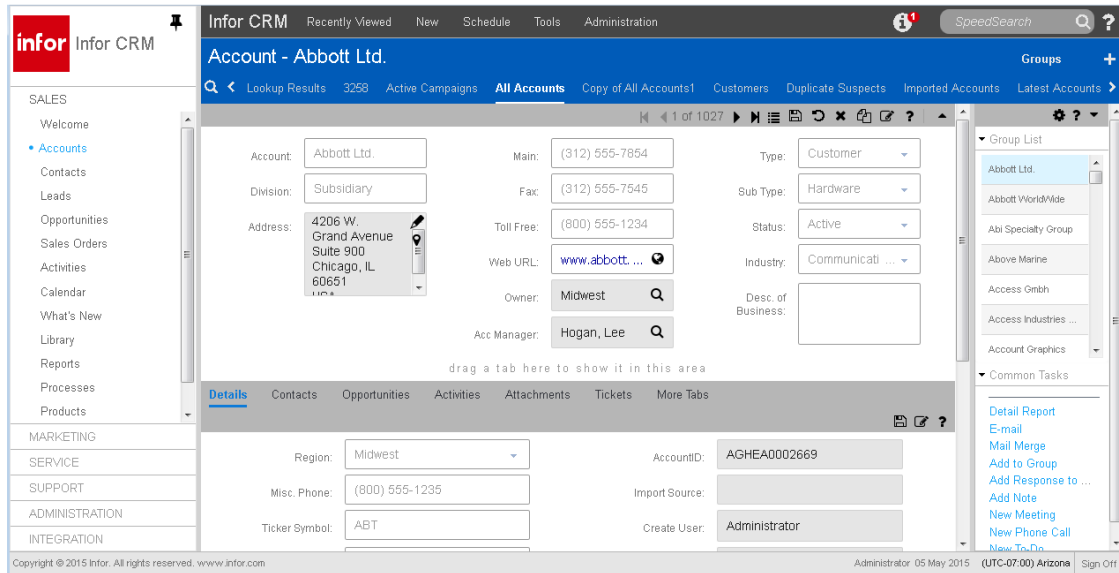 infor Infor CRM
Infor CRM Recently Viewed New Schedule Tools Administration 1 SpeedSearch ?
Account - Abbott Ltd. Groups +
Lookup Results 3258 Active Campaigns All Accounts Copy of All Accounts1 Customers Duplicate Suspects Imported Accounts Latest Accounts
1 of 1027 ?
?
SALES
Welcome
• Accounts
Contacts
Leads
Opportunities
Sales Orders
Activities
Calendar
What's New
Library
Reports
Processes
Products
MARKETING
SERVICE
SUPPORT
ADMINISTRATION
INTEGRATION
Account: Abbott Ltd.
Division: Subsidiary
Address: 4206 W.
Grand Avenue
Suite 900
Chicago, IL
60651
Main: (312) 555-7854
Fax: (312) 555-7545
Toll Free: (800) 555-1234
Web URL: www.abbott. ...
Owner: Midwest
Acc Manager: Hogan, Lee
Type: Customer
Sub Type: Hardware
Status: Active
Industry: Communicati ...
Desc. of
Business:
drag a tab here to show it in this area
Details Contacts Opportunities Activities Attachments Tickets More Tabs
?
Region: Midwest
Misc. Phone: (800) 555-1235
Ticker Symbol: ABT
AccountID: AGHEA0002669
Import Source:
Create User: Administrator
Group List
Abbott Ltd.
Abbott WorldWide
Abi Specialty Group
Above Marine
Access Gmbh
Access Industries ...
Account Graphics
Common Tasks
Detail Report
E-mail
Mail Merge
Add to Group
Add Response to ...
Add Note
New Meeting
New Phone Call
New To-Do
Copyright © 2015 Infor. All rights reserved. www.infor.com Administrator 05 May 2015 (UTC-07:00) Arizona Sign Off